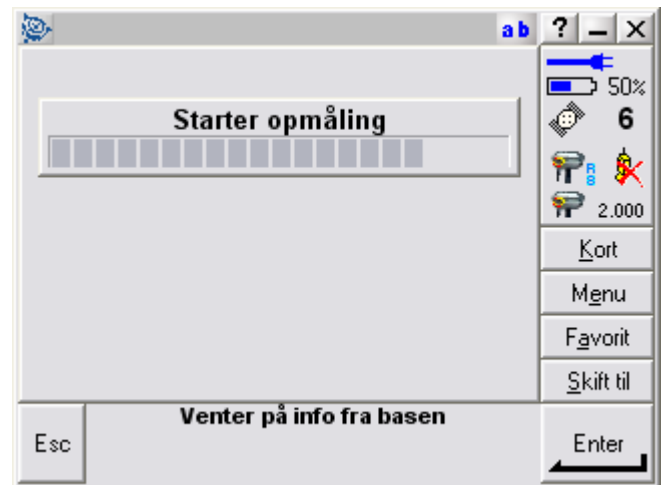 ab ?
50%
Starter opmåling
6
R
8
2.000
Kort
Menu
Favorit
Skift til
Venter på info fra basen
Esc
Enter